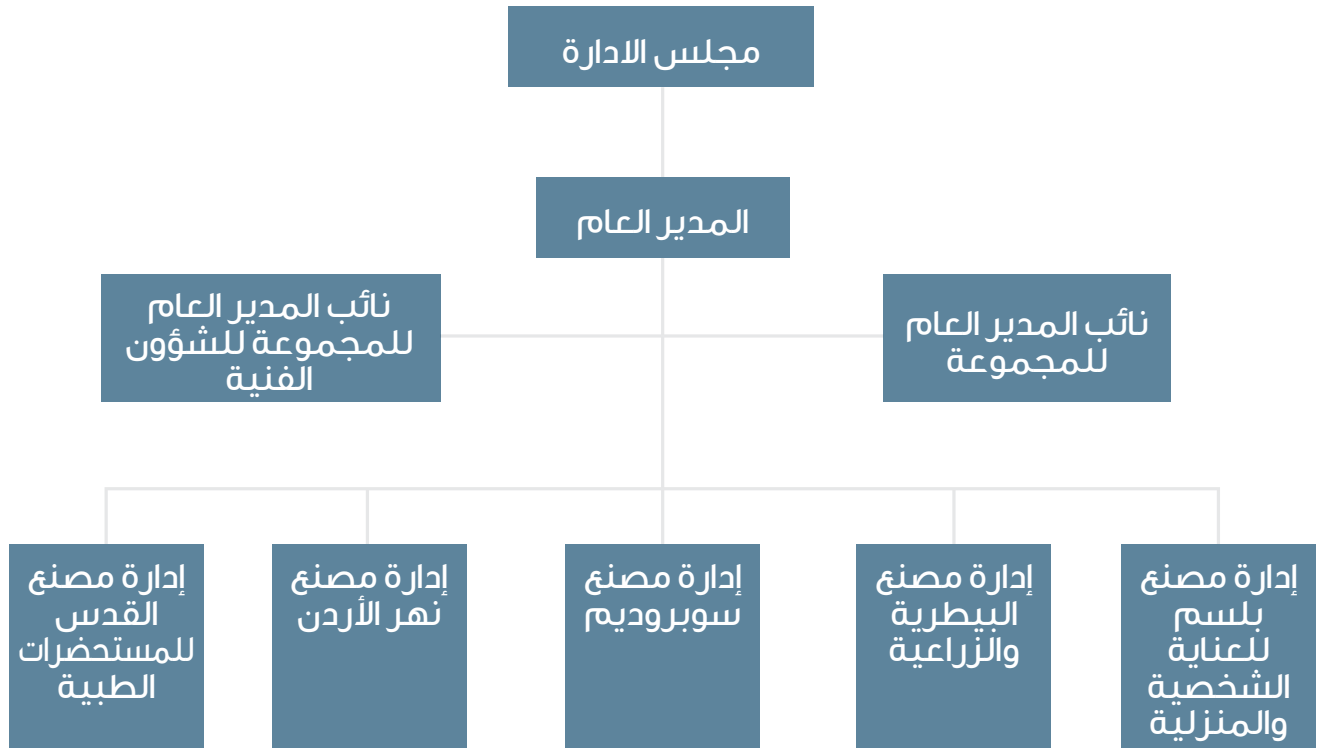 مجلس الادارة
المدير العام
نائب المدير العام
للمجموعة
نائب المدير العام
للمجموعة للشؤون
الفنية
إدارة مصنع
بلسم
للعناية
الشخصية
والمنزلية
إدارة مصنع
البيطرية
والزراعية
إدارة مصنع
سوبروديم
إدارة مصنع
نهر الأردن
إدارة مصنع
القدس
للمستحضرات
الطبية